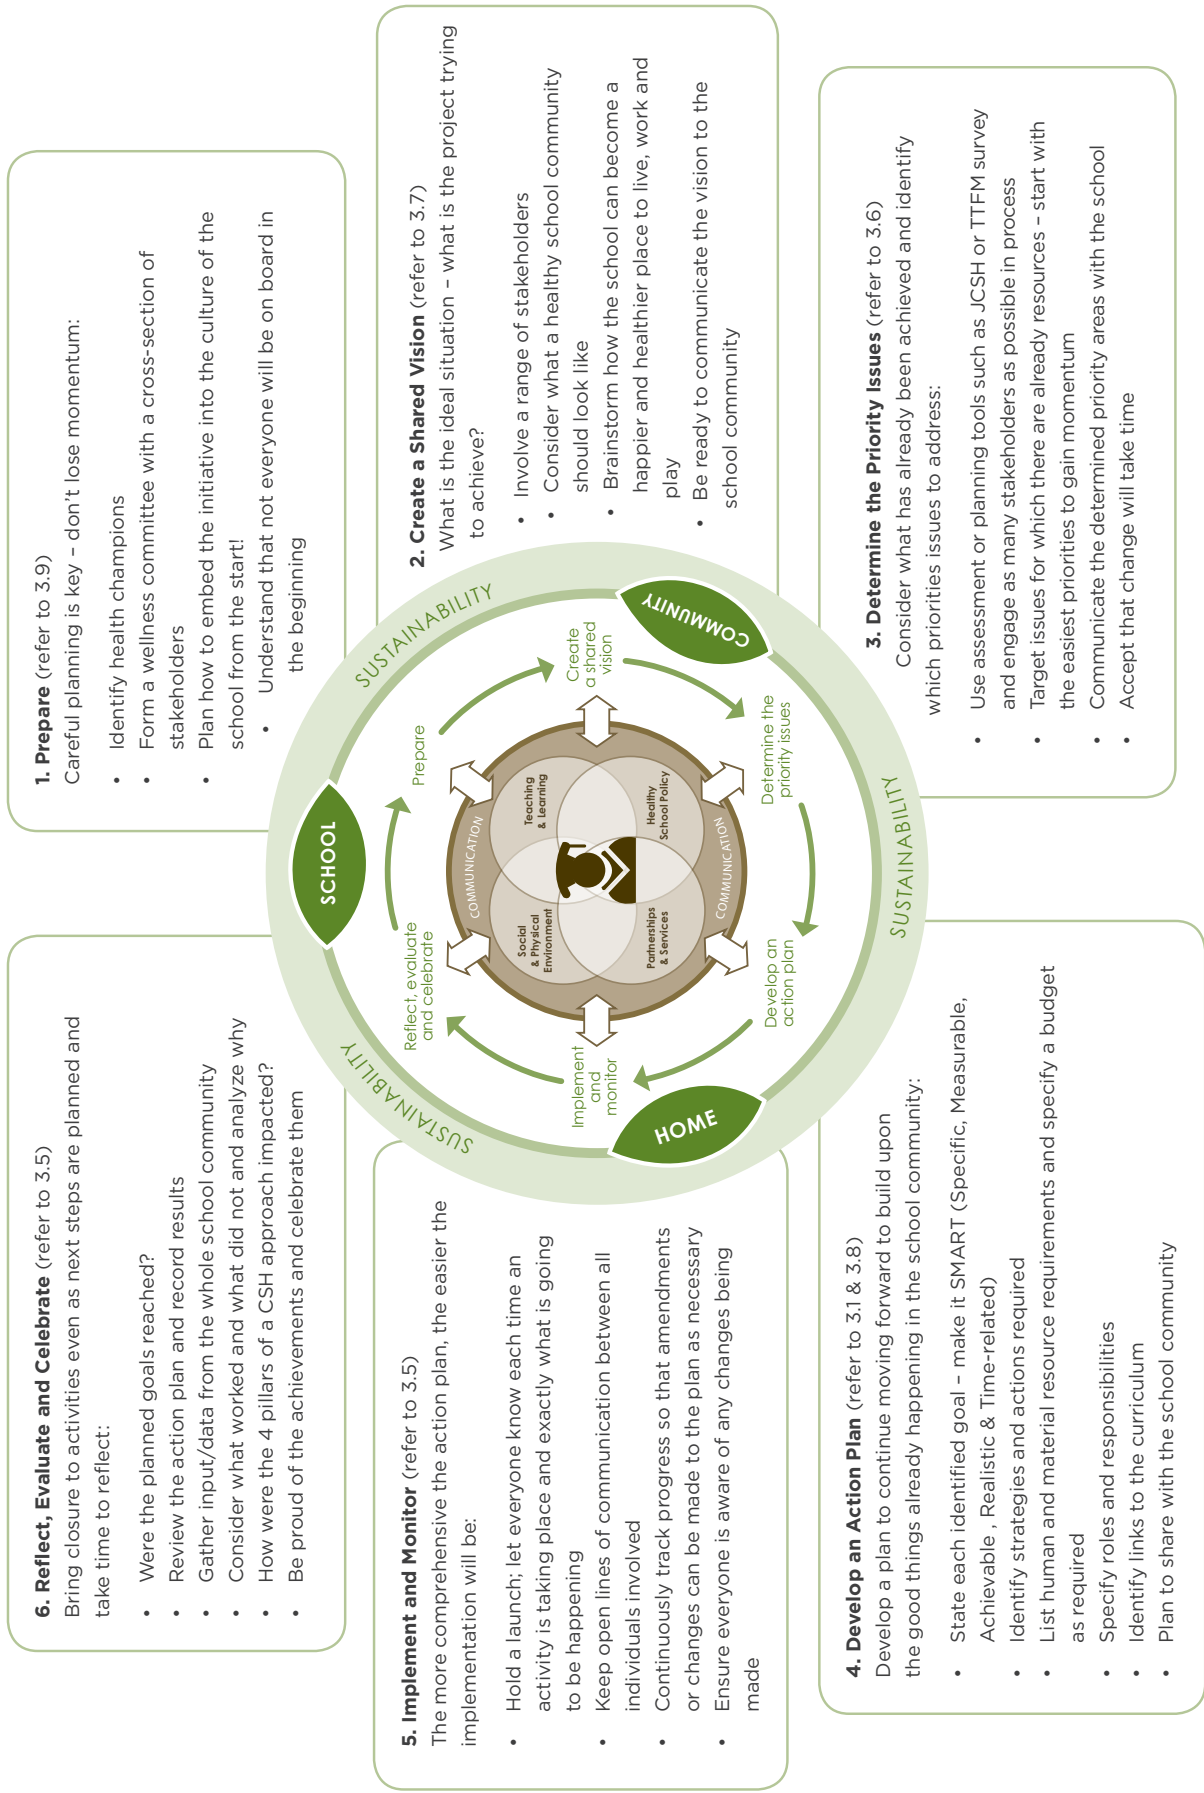 1. Prepare (refer to 3.9)
Careful planning is key – don't lose momentum:
• Identify health champions
• Form a wellness committee with a cross-section of
stakeholders
• Plan how to embed the initiative into the culture of the
school from the start!
• Understand that not everyone will be on board in
the beginning
2. Create a Shared Vision (refer to 3.7)
What is the ideal situation – what is the project trying
to achieve?
• Involve a range of stakeholders
• Consider what a healthy school community
should look like
• Brainstorm how the school can become a
happier and healthier place to live, work and
play
• Be ready to communicate the vision to the
school community
3. Determine the Priority Issues (refer to 3.6)
Consider what has already been achieved and identify
which priorities issues to address:
• Use assessment or planning tools such as JCSH or TTFM survey
and engage as many stakeholders as possible in process
• Target issues for which there are already resources – start with
the easiest priorities to gain momentum
• Communicate the determined priority areas with the school
• Accept that change will take time
4. Develop an Action Plan (refer to 3.1 & 3.8)
Develop a plan to continue moving forward to build upon
the good things already happening in the school community:
• State each identified goal – make it SMART (Specific, Measurable,
Achievable , Realistic & Time-related)
• Identify strategies and actions required
• List human and material resource requirements and specify a budget
as required
• Specify roles and responsibilities
• Identify links to the curriculum
• Plan to share with the school community
5. Implement and Monitor (refer to 3.5)
The more comprehensive the action plan, the easier the
implementation will be:
• Hold a launch; let everyone know each time an
activity is taking place and exactly what is going
to be happening
• Keep open lines of communication between all
individuals involved
• Continuously track progress so that amendments
or changes can be made to the plan as necessary
• Ensure everyone is aware of any changes being
made
6. Reflect, Evaluate and Celebrate (refer to 3.5)
Bring closure to activities even as next steps are planned and
take time to reflect:
• Were the planned goals reached?
• Review the action plan and record results
• Gather input/data from the whole school community
• Consider what worked and what did not and analyze why
• How were the 4 pillars of a CSH approach impacted?
• Be proud of the achievements and celebrate them
SUSTAINABILITY
SUSTAINABILITY
SUSTAINABILITY
SCHOOL
COMMUNITY
HOME
Prepare
Create
a shared
vision
Determine the
priority issues
Develop an
action plan
Implement
and
monitor
Reflect, evaluate
and celebrate
COMMUNICATION
COMMUNICATION
Social
& Physical
Environment
Teaching
& Learning
Partnerships
& Services
Healthy
School Policy